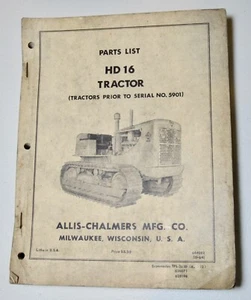 PARTS LIST
HD 16
TRACTOR
(TRACTORS PRIOR TO SERIAL NO. 5901)
ALLIS-CHALMERS MFG. CO.
MILWAUKEE, WISCONSIN, U. S. A.